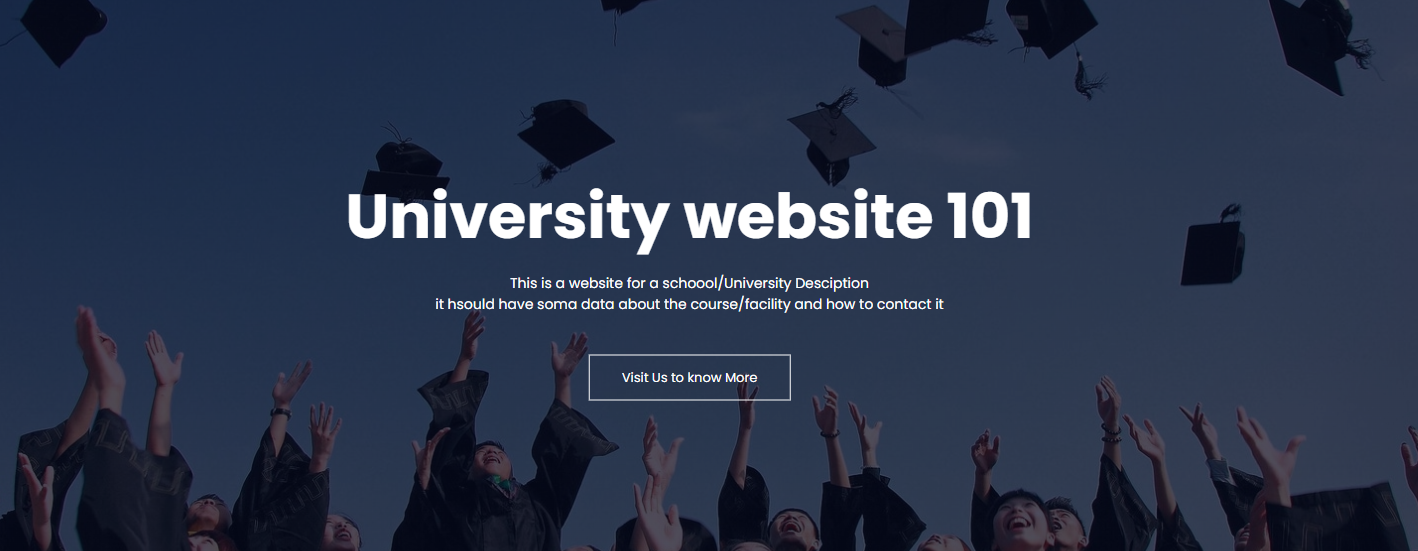 University website 101
This is a website for a schoool/University Desciption
it hsould have soma data about the course/facility and how to contact it
Visit Us to know More